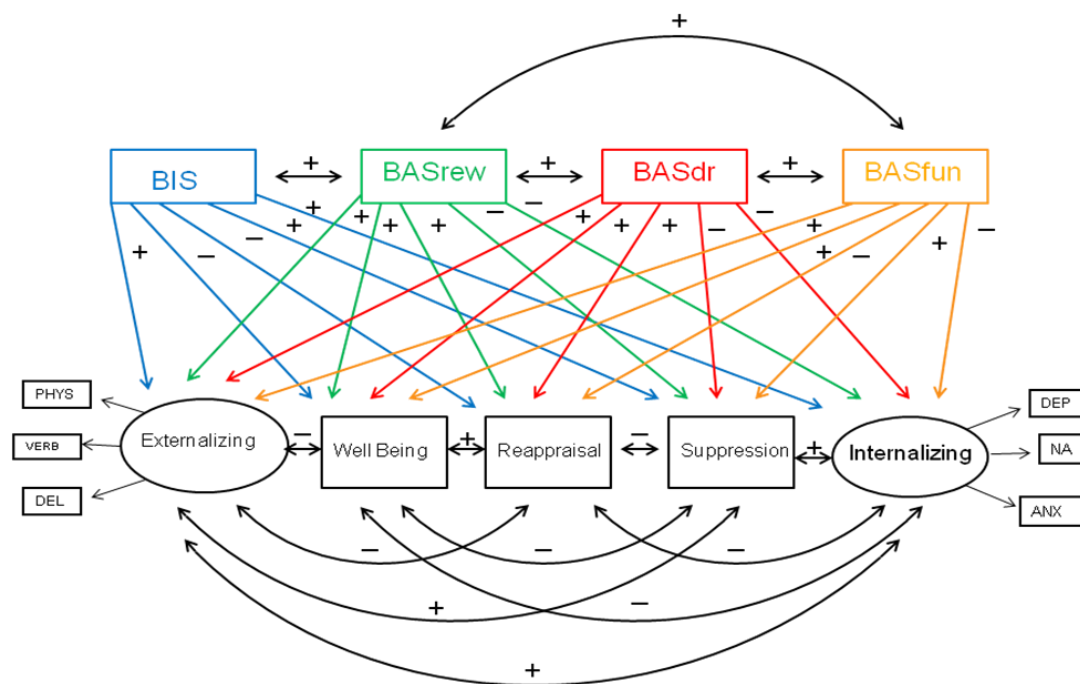 +
BIS + BASrew + BASdr + BASfun
+ - - + + + + + + - - + + + - - + + - + - + -
PHYS
VERB
DEL
Externalizing - Well Being + Reappraisal - Suppression + Internalizing
DEP
NA
ANX
- - -
+ -
+